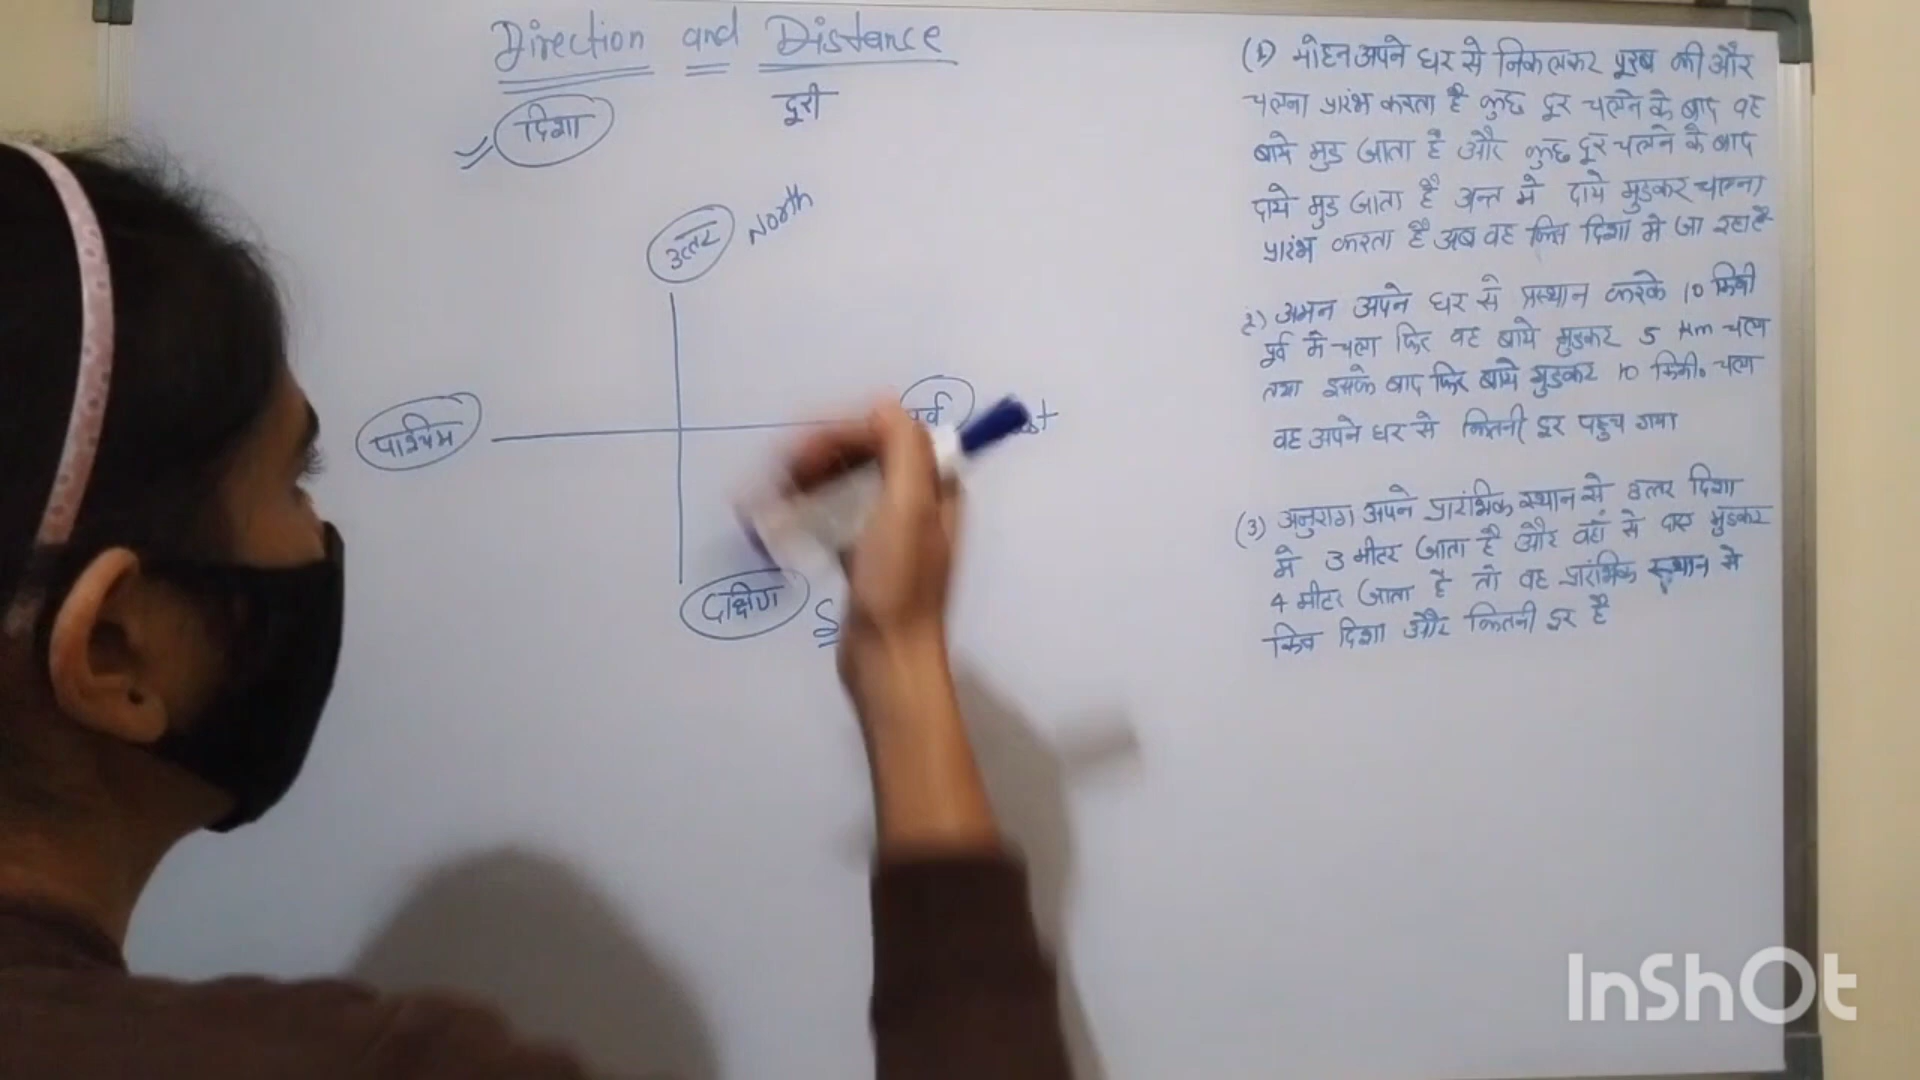 Direction and Distance
दिशा
दूरी
उत्तर North
पश्चिम
दक्षिण S
(1) मोहन अपने घर से निकलकर पूरब की और
चलना प्रारंभ करता है कुछ दूर चलने के बाद वह
बाये मुड जाता है और कुछ दूर चलने के बाद
दाये मुड जाता है अन्त मे दाये मुडकर चलना
प्रारंभ करता है अब वह किस दिशा मे जा रहा है
2) अमन अपने घर से प्रस्थान करके 10 किमी
पूर्व मे चला फिर वह बाये मुडकर 5 Km चला
तथा इसके बाद फिर बाये मुडकर 10 किमी. चला
वह अपने घर से कितनी दूर पहुच गया
(3) अनुराग अपने प्रारंभिक स्थान से उत्तर दिशा
मे 3 मीटर जाता है और वहाँ से मुडकर
4 मीटर जाता है तो वह प्रारंभिक स्थान से
किस दिशा और कितनी दूर है
InShOt